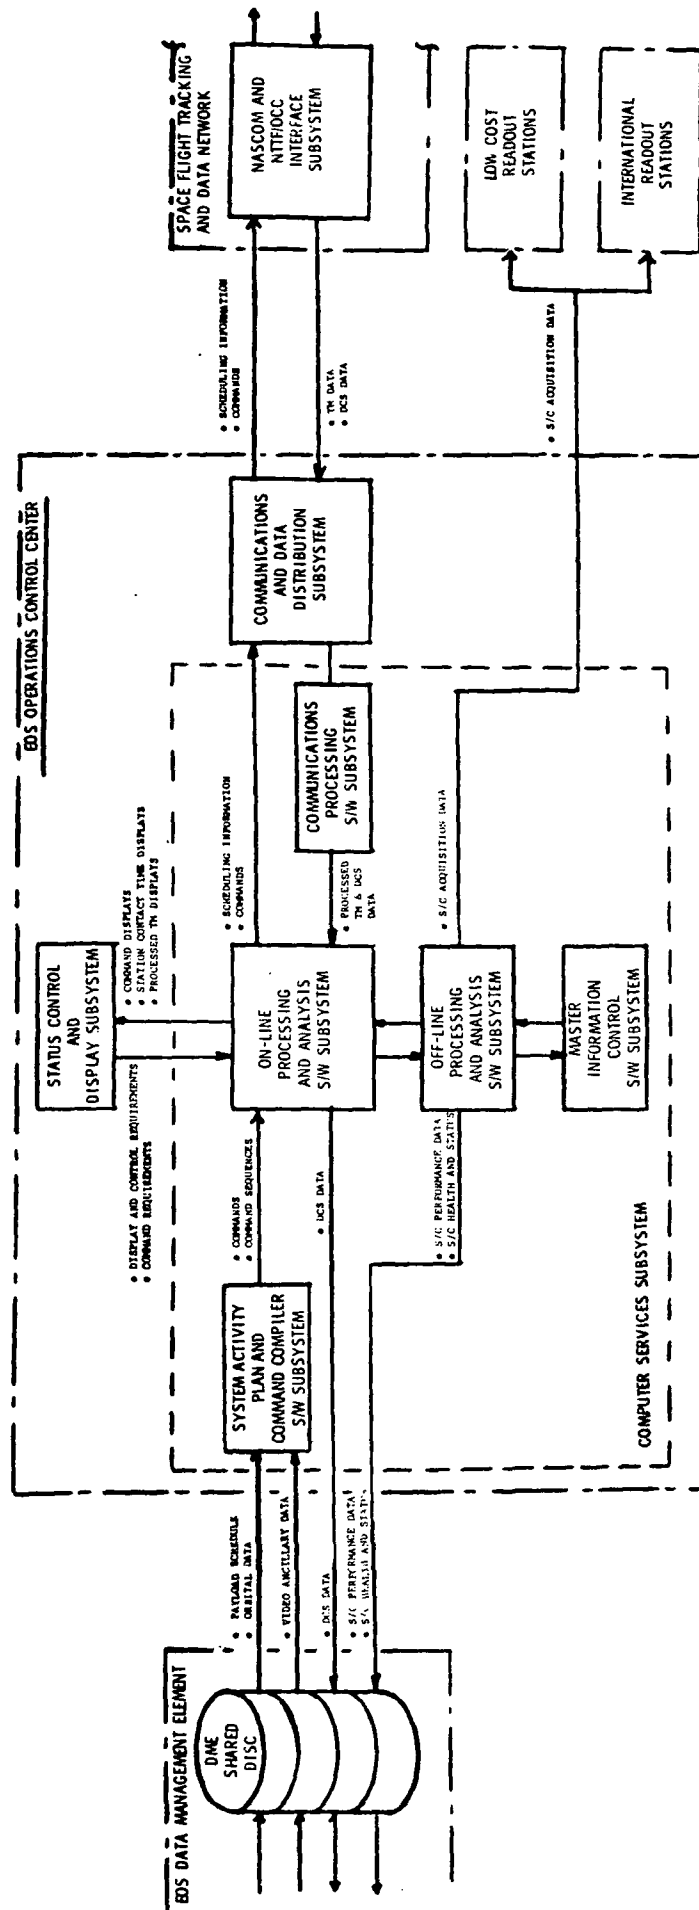 EOS DATA MANAGEMENT ELEMENT
DME
SHARED
DISC
• PAYLOAD SCHEDULE
• ORBITAL DATA
• VIDEO ANCILLARY DATA
• DCS DATA
• S/C PERFORMANCE DATA
• S/C HEALTH AND STATUS
EOS OPERATIONS CONTROL CENTER
STATUS CONTROL
AND
DISPLAY SUBSYSTEM
• DISPLAY AND CONTROL REQUIREMENTS
• COMMAND REQUIREMENTS
• COMMAND DISPLAYS
• STATION CONTACT TIME DISPLAYS
• PROCESSED TM DISPLAYS
SYSTEM ACTIVITY
PLAN AND
COMMAND COMPILER
S/W SUBSYSTEM
• COMMANDS
• COMMAND SEQUENCES
ON-LINE
PROCESSING
AND ANALYSIS
S/W SUBSYSTEM
• SCHEDULING INFORMATION
• COMMANDS
• PROCESSED
TM & DCS
DATA
COMMUNICATIONS
PROCESSING
S/W SUBSYSTEM
COMMUNICATIONS
AND DATA
DISTRIBUTION
SUBSYSTEM
• DCS DATA
• S/C PERFORMANCE DATA
• S/C HEALTH AND STATUS
OFF-LINE
PROCESSING
AND ANALYSIS
S/W SUBSYSTEM
• S/C ACQUISITION DATA
MASTER
INFORMATION
CONTROL
S/W SUBSYSTEM
COMPUTER SERVICES SUBSYSTEM
• SCHEDULING INFORMATION
• COMMANDS
• TM DATA
• DCS DATA
• S/C ACQUISITION DATA
SPACE FLIGHT TRACKING
AND DATA NETWORK
NASCOM AND
NTTF/OCC
INTERFACE
SUBSYSTEM
LOW COST
READOUT
STATIONS
INTERNATIONAL
READOUT
STATIONS